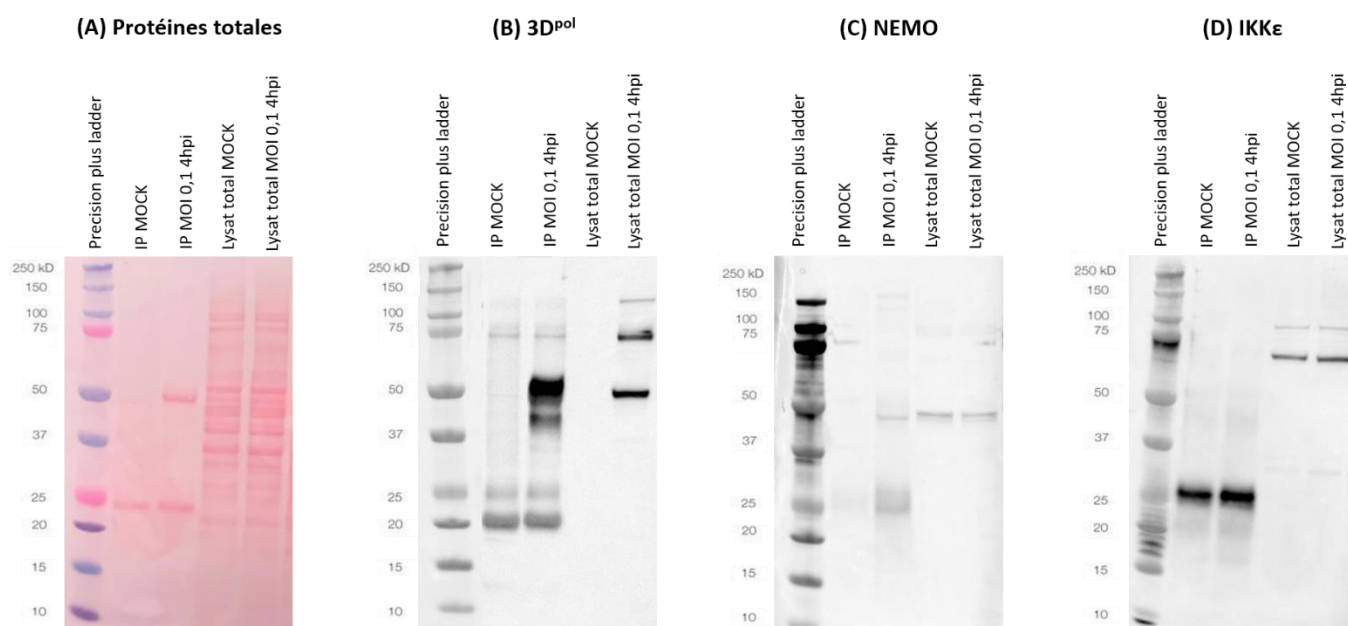 (A) Protéines totales
Precision plus ladder
IP MOCK
IP MOI 0,1 4hpi
Lysat total MOCK
Lysat total MOI 0,1 4hpi
250 kD
150
100
75
50
37
25
20
15
10
(B) 3Dpol
Precision plus ladder
IP MOCK
IP MOI 0,1 4hpi
Lysat total MOCK
Lysat total MOI 0,1 4hpi
250 kD
150
100
75
50
37
25
20
15
10
(C) NEMO
Precision plus ladder
IP MOCK
IP MOI 0,1 4hpi
Lysat total MOCK
Lysat total MOI 0,1 4hpi
250 kD
150
100
75
50
37
25
20
15
10
(D) IKKε
Precision plus ladder
IP MOCK
IP MOI 0,1 4hpi
Lysat total MOCK
Lysat total MOI 0,1 4hpi
250 kD
150
100
75
50
37
25
20
15
10